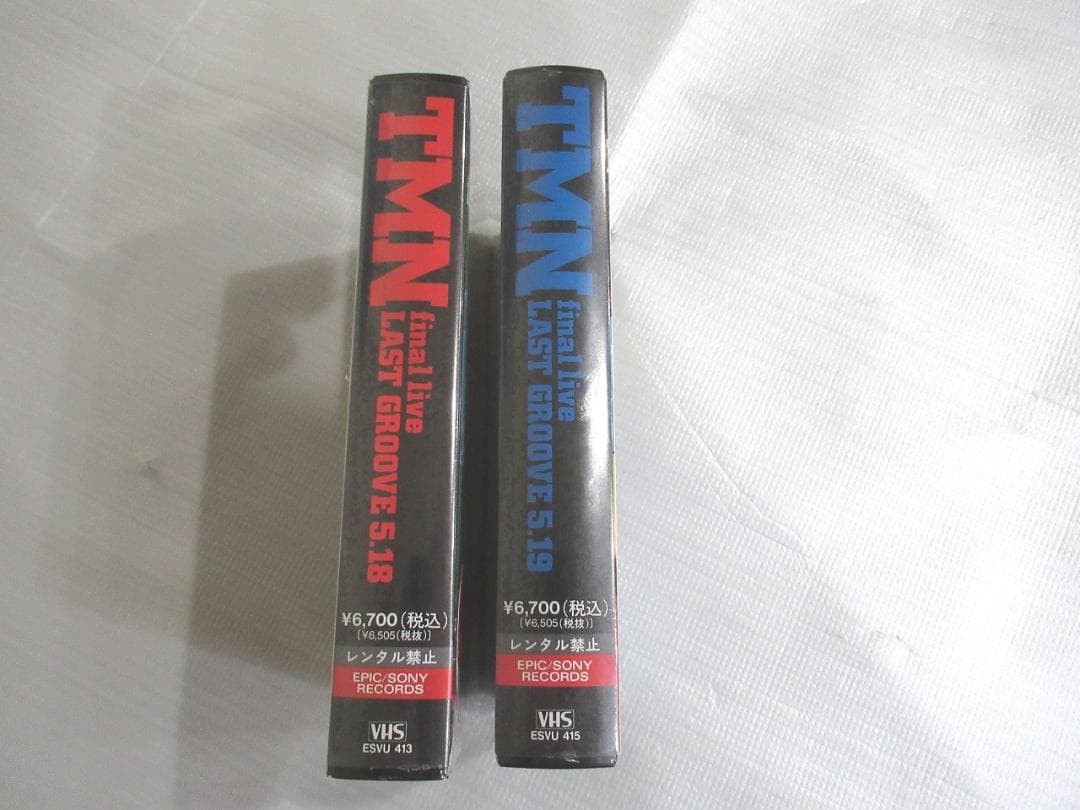 TMN
final live
LAST GROOVE 5.18
¥6,700(税込)
[¥6,505(税抜)]
レンタル禁止
EPIC/SONY
RECORDS
VHS
ESVU 413
TMN
final live
LAST GROOVE 5.19
¥6,700(税込)
[¥6,505(税抜)]
レンタル禁止
EPIC/SONY
RECORDS
VHS
ESVU 415